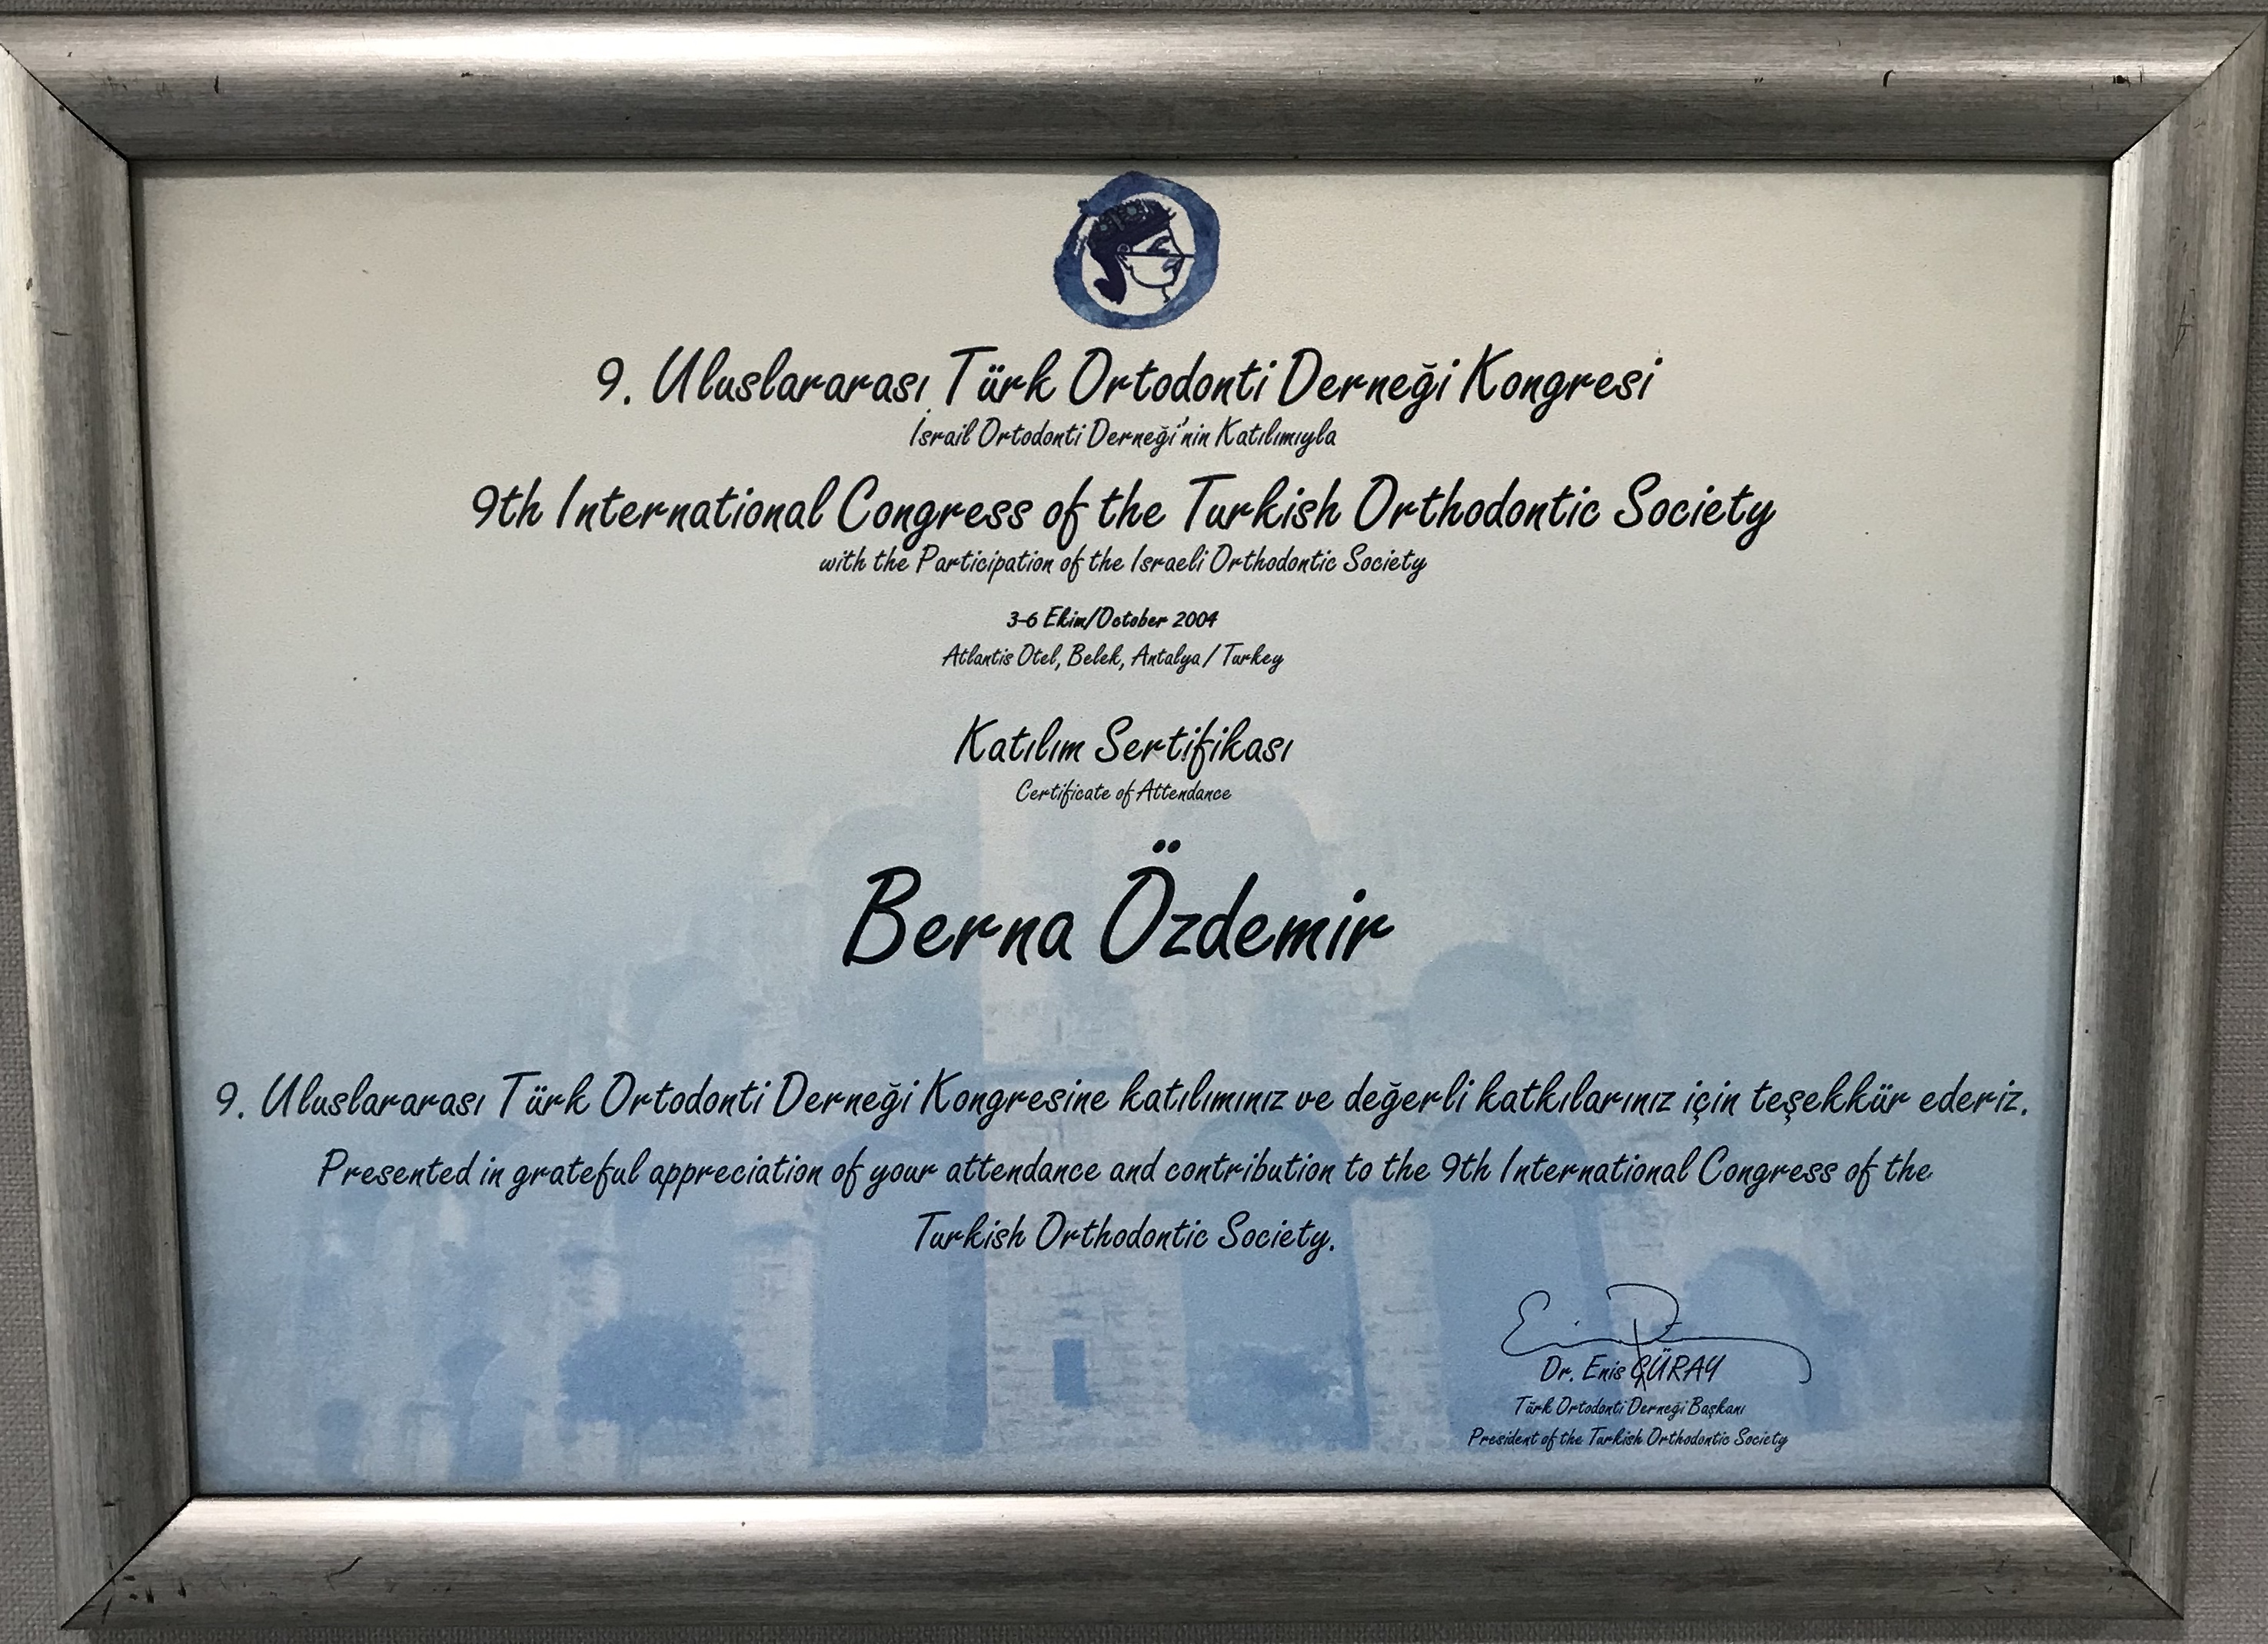 9. Uluslararası Türk Ortodonti Derneği Kongresi
İsrail Ortodonti Derneği'nin Katılımıyla
9th International Congress of the Turkish Orthodontic Society
with the Participation of the Israeli Orthodontic Society
3-6 Ekim/October 2004
Atlantis Otel, Belek, Antalya / Turkey
Katılım Sertifikası
Certificate of Attendance
Berna Özdemir
9. Uluslararası Türk Ortodonti Derneği Kongresine katılımınız ve değerli katkılarınız için teşekkür ederiz.
Presented in grateful appreciation of your attendance and contribution to the 9th International Congress of the
Turkish Orthodontic Society.
Dr. Enis GÜRAY
Türk Ortodonti Derneği Başkanı
President of the Turkish Orthodontic Society